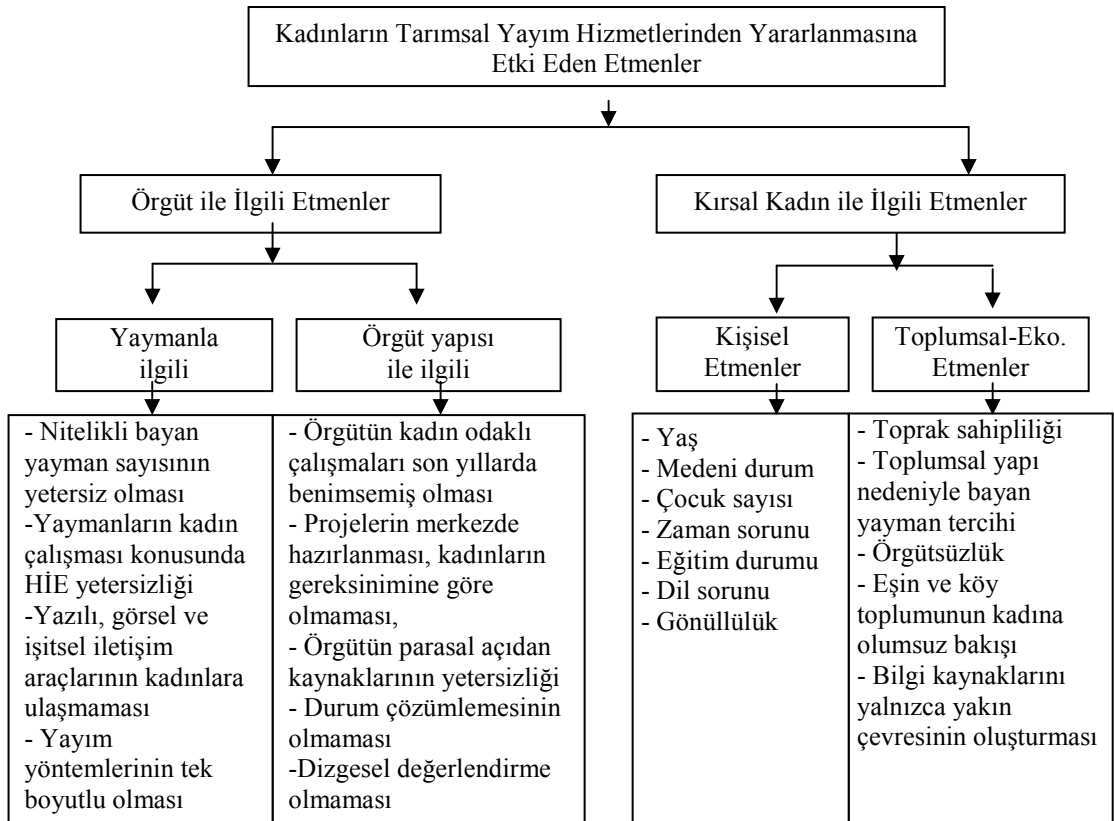 Kadınların Tarımsal Yayım Hizmetlerinden Yararlanmasına
Etki Eden Etmenler
Örgüt ile İlgili Etmenler
Kırsal Kadın ile İlgili Etmenler
Yaymanla
ilgili
Örgüt yapısı
ile ilgili
Kişisel
Etmenler
Toplumsal-Eko.
Etmenler
- Nitelikli bayan
yayman sayısının
yetersiz olması
-Yaymanların kadın
çalışması konusunda
HİE yetersizliği
-Yazılı, görsel ve
işitsel iletişim
araçlarının kadınlara
ulaşmaması
- Yayım
yöntemlerinin tek
boyutlu olması
- Örgütün kadın odaklı
çalışmaları son yıllarda
benimsemiş olması
- Projelerin merkezde
hazırlanması, kadınların
gereksinimine göre
olmaması,
- Örgütün parasal açıdan
kaynaklarının yetersizliği
- Durum çözümlemesinin
olmaması
-Dizgesel değerlendirme
olmaması
- Yaş
- Medeni durum
- Çocuk sayısı
- Zaman sorunu
- Eğitim durumu
- Dil sorunu
- Gönüllülük
- Toprak sahipliliği
- Toplumsal yapı
nedeniyle bayan
yayman tercihi
- Örgütsüzlük
- Eşin ve köy
toplumunun kadına
olumsuz bakışı
- Bilgi kaynaklarını
yalnızca yakın
çevresinin oluşturması